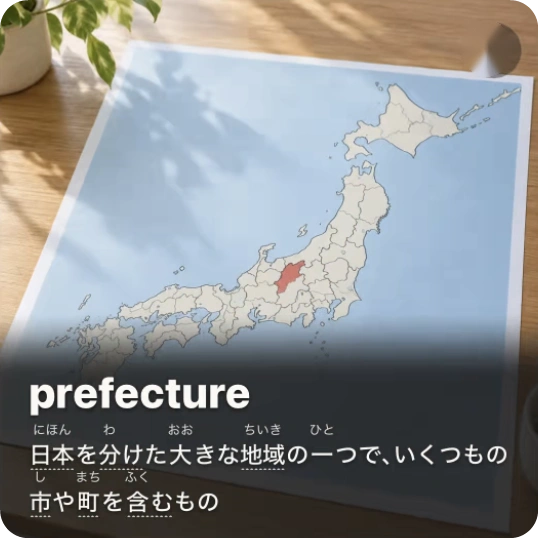 prefecture
にほん わ おお ちいき ひと
日本を分けた大きな地域の一つで、いくつもの
し まち ふく
市や町を含むもの